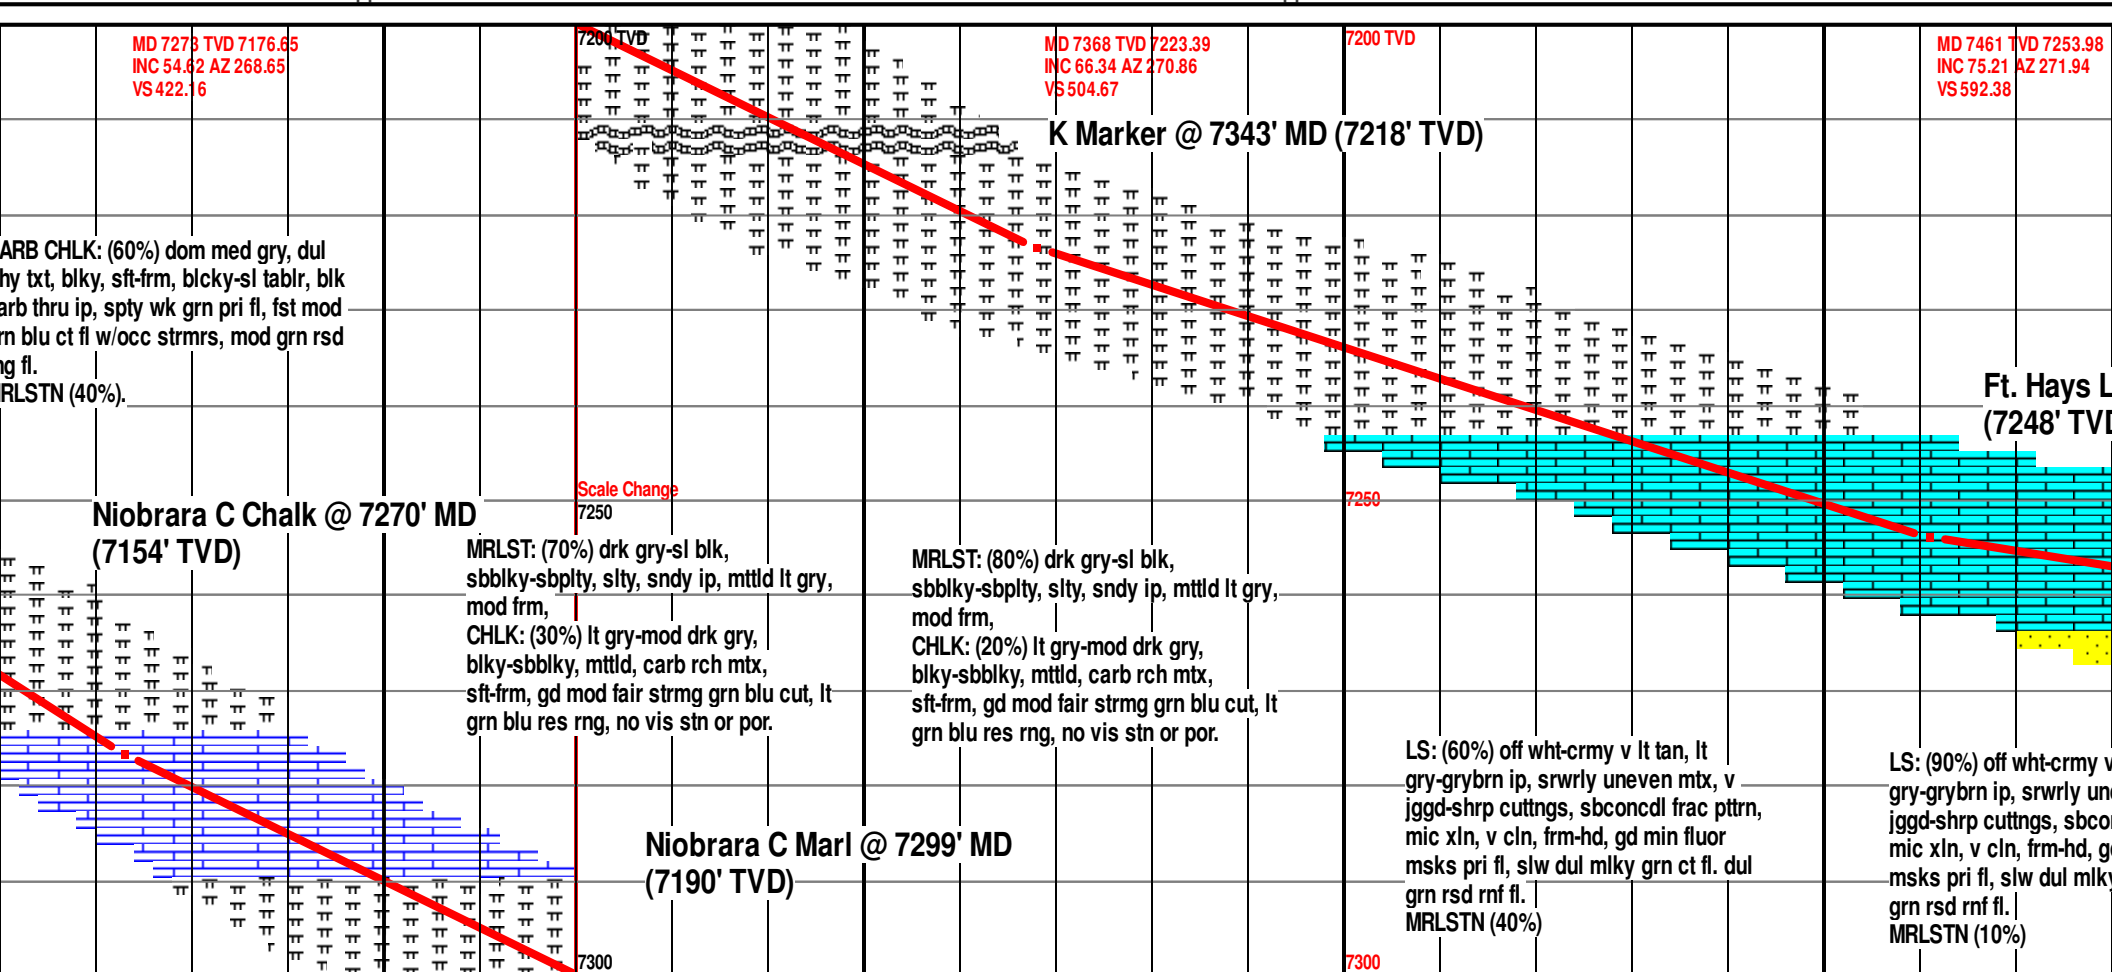 MD 7273 TVD 7176.65
INC 54.62 AZ 268.65
VS 422.16
7200 TVD
MD 7368 TVD 7223.39
INC 66.34 AZ 270.86
VS 504.67
7200 TVD
MD 7461 TVD 7253.98
INC 75.21 AZ 271.94
VS 592.38
K Marker @ 7343' MD (7218' TVD)
ARB CHLK: (60%) dom med gry, dul
hy txt, blky, sft-frm, blcky-sl tablr, blk
arb thru ip, spty wk grn pri fl, fst mod
rn blu ct fl w/occ strmrs, mod grn rsd
ng fl.
RLSTN (40%).
Ft. Hays L
(7248' TVD
Scale Change
7250
7250
Niobrara C Chalk @ 7270' MD
(7154' TVD)
MRLST: (70%) drk gry-sl blk,
sbblky-sbplty, slty, sndy ip, mttld lt gry,
mod frm,
CHLK: (30%) lt gry-mod drk gry,
blky-sbblky, mttld, carb rch mtx,
sft-frm, gd mod fair strmg grn blu cut, lt
grn blu res rng, no vis stn or por.
MRLST: (80%) drk gry-sl blk,
sbblky-sbplty, slty, sndy ip, mttld lt gry,
mod frm,
CHLK: (20%) lt gry-mod drk gry,
blky-sbblky, mttld, carb rch mtx,
sft-frm, gd mod fair strmg grn blu cut, lt
grn blu res rng, no vis stn or por.
LS: (60%) off wht-crmy v lt tan, lt
gry-grybrn ip, srwrly uneven mtx, v
jggd-shrp cuttngs, sbconcdl frac pttrn,
mic xln, v cln, frm-hd, gd min fluor
msks pri fl, slw dul mlky grn ct fl. dul
grn rsd rnf fl.
MRLSTN (40%)
LS: (90%) off wht-crmy v
gry-grybrn ip, srwrly une
jggd-shrp cuttngs, sbcon
mic xln, v cln, frm-hd, g
msks pri fl, slw dul mlky
grn rsd rnf fl.
MRLSTN (10%)
Niobrara C Marl @ 7299' MD
(7190' TVD)
7300
7300